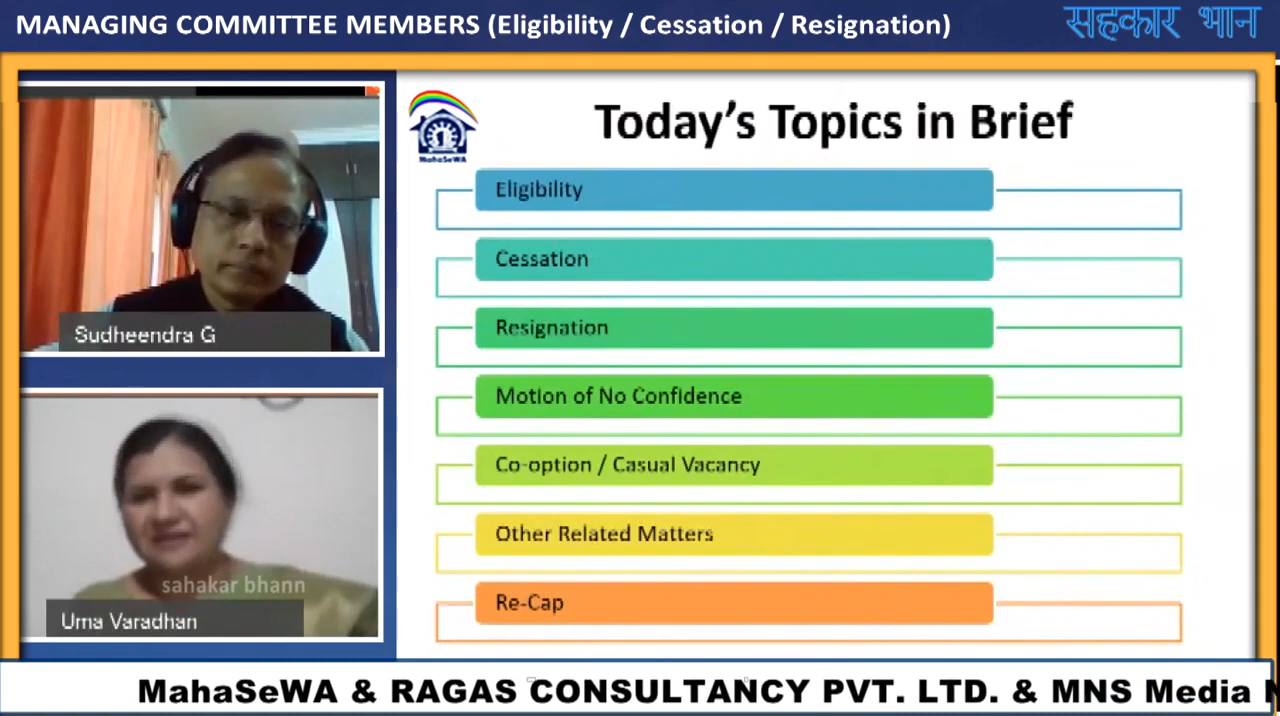 MANAGING COMMITTEE MEMBERS (Eligibility / Cessation / Resignation)
सहकार भान
MahaSeWA
Today's Topics in Brief
Eligibility
Cessation
Resignation
Motion of No Confidence
Co-option / Casual Vacancy
Other Related Matters
Re-Cap
Sudheendra G
sahakar bhann
Uma Varadhan
MahaSeWA & RAGAS CONSULTANCY PVT. LTD. & MNS Media N